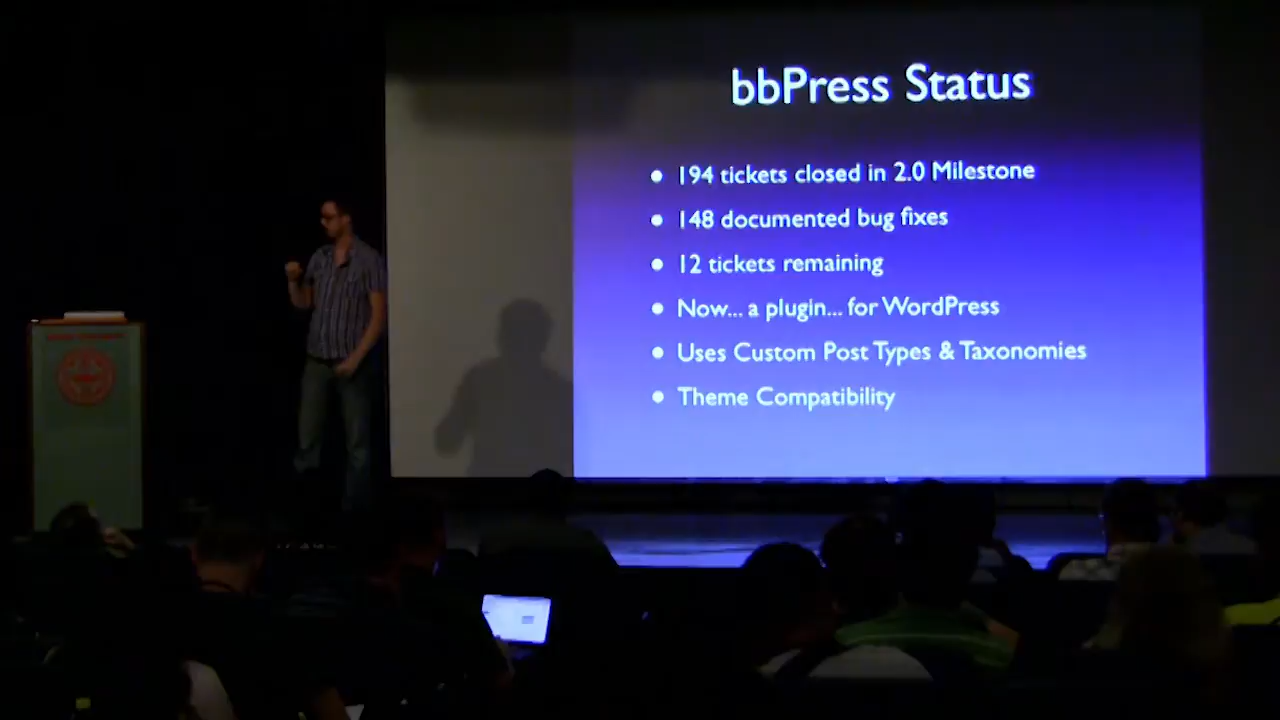 bbPress Status
• 194 tickets closed in 2.0 Milestone
• 148 documented bug fixes
• 12 tickets remaining
• Now... a plugin... for WordPress
• Uses Custom Post Types & Taxonomies
• Theme Compatibility